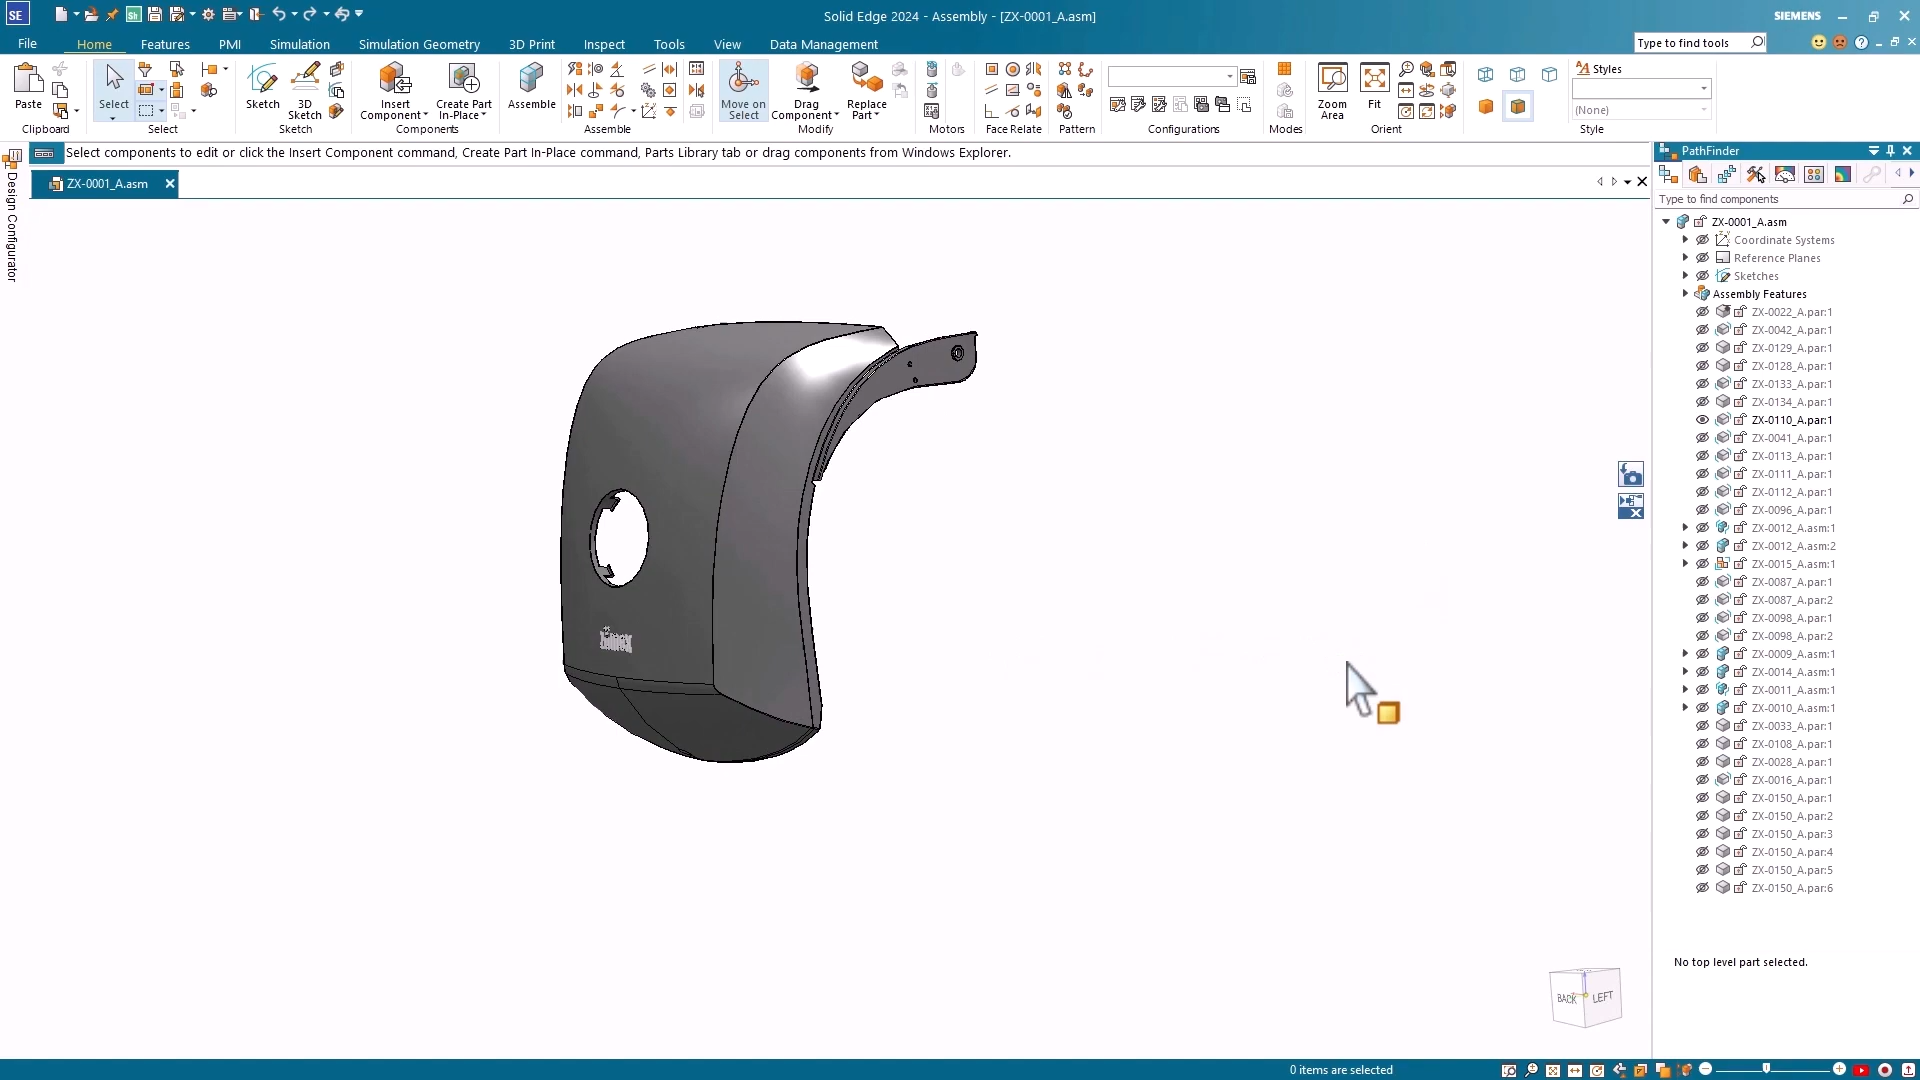 SE
Solid Edge 2024 - Assembly - [ZX-0001_A.asm]
SIEMENS
File
Home
Features
PMI
Simulation
Simulation Geometry
3D Print
Inspect
Tools
View
Data Management
Type to find tools
Paste
Clipboard
Select
Select
Sketch
3D Sketch
Sketch
Insert Component
Create Part In-Place
Components
Assemble
Assemble
Move on Select
Drag Component
Replace Part
Modify
Motors
Face Relate
Pattern
Configurations
Modes
Zoom Area
Fit
Orient
Styles
(None)
Style
Select components to edit or click the Insert Component command, Create Part In-Place command, Parts Library tab or drag components from Windows Explorer.
ZX-0001_A.asm
Design Configurator
PathFinder
Type to find components
ZX-0001_A.asm
Coordinate Systems
Reference Planes
Sketches
Assembly Features
ZX-0022_A.par:1
ZX-0042_A.par:1
ZX-0129_A.par:1
ZX-0128_A.par:1
ZX-0133_A.par:1
ZX-0134_A.par:1
ZX-0110_A.par:1
ZX-0041_A.par:1
ZX-0113_A.par:1
ZX-0111_A.par:1
ZX-0112_A.par:1
ZX-0096_A.par:1
ZX-0012_A.asm:1
ZX-0012_A.asm:2
ZX-0015_A.asm:1
ZX-0087_A.par:1
ZX-0087_A.par:2
ZX-0098_A.par:1
ZX-0098_A.par:2
ZX-0009_A.asm:1
ZX-0014_A.asm:1
ZX-0011_A.asm:1
ZX-0010_A.asm:1
ZX-0033_A.par:1
ZX-0108_A.par:1
ZX-0028_A.par:1
ZX-0016_A.par:1
ZX-0150_A.par:1
ZX-0150_A.par:2
ZX-0150_A.par:3
ZX-0150_A.par:4
ZX-0150_A.par:5
ZX-0150_A.par:6
No top level part selected.
BACK
LEFT
0 items are selected